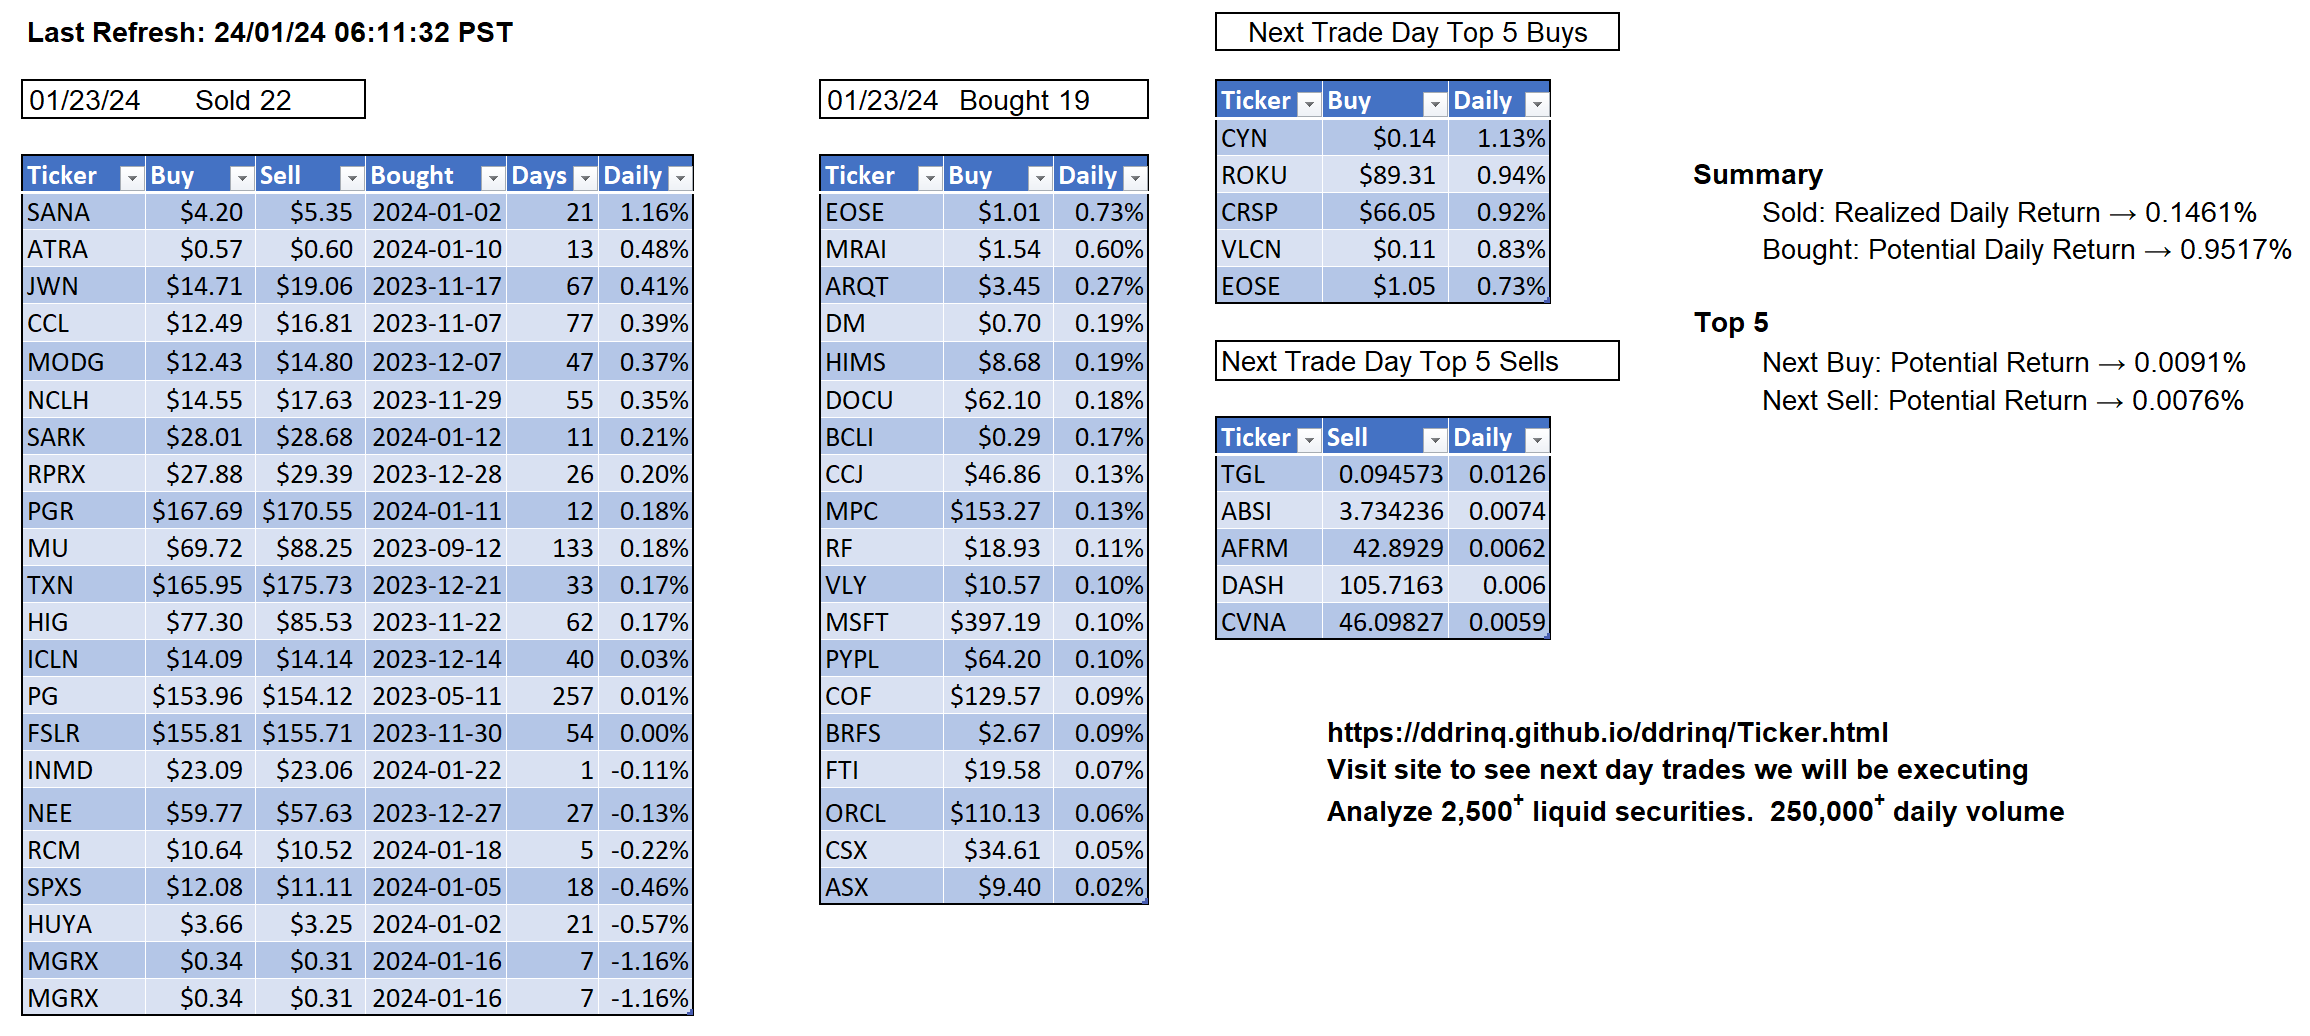 Last Refresh: 24/01/24 06:11:32 PST
01/23/24 Sold 22
Ticker Buy Sell Bought Days Daily
SANA $4.20 $5.35 2024-01-02 21 1.16%
ATRA $0.57 $0.60 2024-01-10 13 0.48%
JWN $14.71 $19.06 2023-11-17 67 0.41%
CCL $12.49 $16.81 2023-11-07 77 0.39%
MODG $12.43 $14.80 2023-12-07 47 0.37%
NCLH $14.55 $17.63 2023-11-29 55 0.35%
SARK $28.01 $28.68 2024-01-12 11 0.21%
RPRX $27.88 $29.39 2023-12-28 26 0.20%
PGR $167.69 $170.55 2024-01-11 12 0.18%
MU $69.72 $88.25 2023-09-12 133 0.18%
TXN $165.95 $175.73 2023-12-21 33 0.17%
HIG $77.30 $85.53 2023-11-22 62 0.17%
ICLN $14.09 $14.14 2023-12-14 40 0.03%
PG $153.96 $154.12 2023-05-11 257 0.01%
FSLR $155.81 $155.71 2023-11-30 54 0.00%
INMD $23.09 $23.06 2024-01-22 1 -0.11%
NEE $59.77 $57.63 2023-12-27 27 -0.13%
RCM $10.64 $10.52 2024-01-18 5 -0.22%
SPXS $12.08 $11.11 2024-01-05 18 -0.46%
HUYA $3.66 $3.25 2024-01-02 21 -0.57%
MGRX $0.34 $0.31 2024-01-16 7 -1.16%
MGRX $0.34 $0.31 2024-01-16 7 -1.16%
01/23/24 Bought 19
Ticker Buy Daily
EOSE $1.01 0.73%
MRAI $1.54 0.60%
ARQT $3.45 0.27%
DM $0.70 0.19%
HIMS $8.68 0.19%
DOCU $62.10 0.18%
BCLI $0.29 0.17%
CCJ $46.86 0.13%
MPC $153.27 0.13%
RF $18.93 0.11%
VLY $10.57 0.10%
MSFT $397.19 0.10%
PYPL $64.20 0.10%
COF $129.57 0.09%
BRFS $2.67 0.09%
FTI $19.58 0.07%
ORCL $110.13 0.06%
CSX $34.61 0.05%
ASX $9.40 0.02%
Next Trade Day Top 5 Buys
Ticker Buy Daily
CYN $0.14 1.13%
ROKU $89.31 0.94%
CRSP $66.05 0.92%
VLCN $0.11 0.83%
EOSE $1.05 0.73%
Next Trade Day Top 5 Sells
Ticker Sell Daily
TGL 0.094573 0.0126
ABSI 3.734236 0.0074
AFRM 42.8929 0.0062
DASH 105.7163 0.006
CVNA 46.09827 0.0059
Summary
Sold: Realized Daily Return → 0.1461%
Bought: Potential Daily Return → 0.9517%
Top 5
Next Buy: Potential Return → 0.0091%
Next Sell: Potential Return → 0.0076%
https://ddrinq.github.io/ddrinq/Ticker.html
Visit site to see next day trades we will be executing
Analyze 2,500+ liquid securities. 250,000+ daily volume